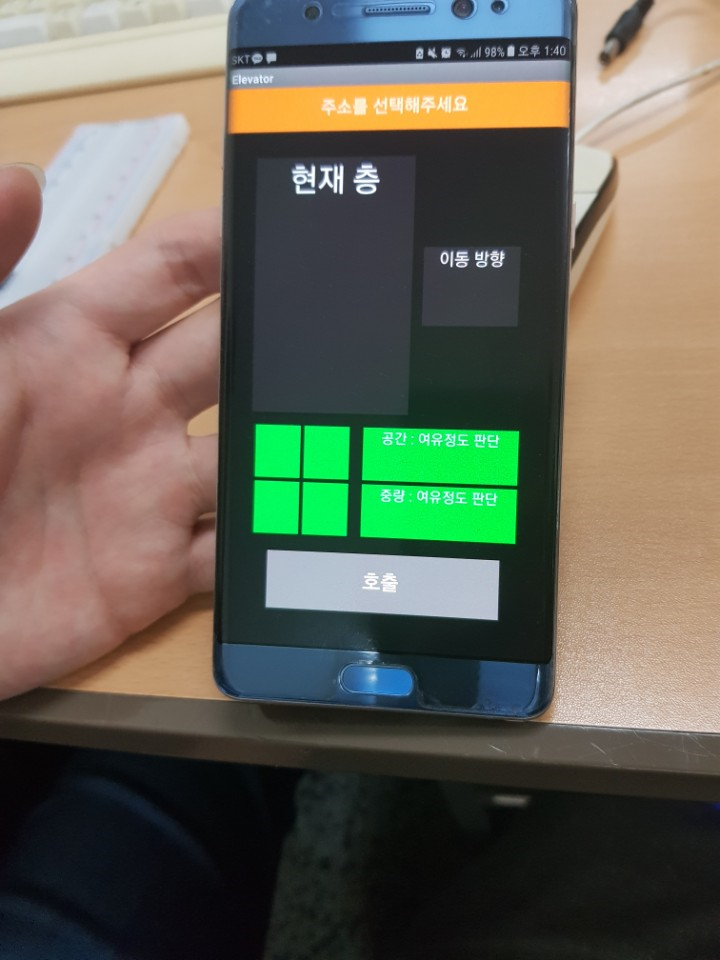 SKT 98% 오후 1:40
Elevator
주소를 선택해주세요
현재 층
이동 방향
공간 : 여유정도 판단
중량 : 여유정도 판단
호출